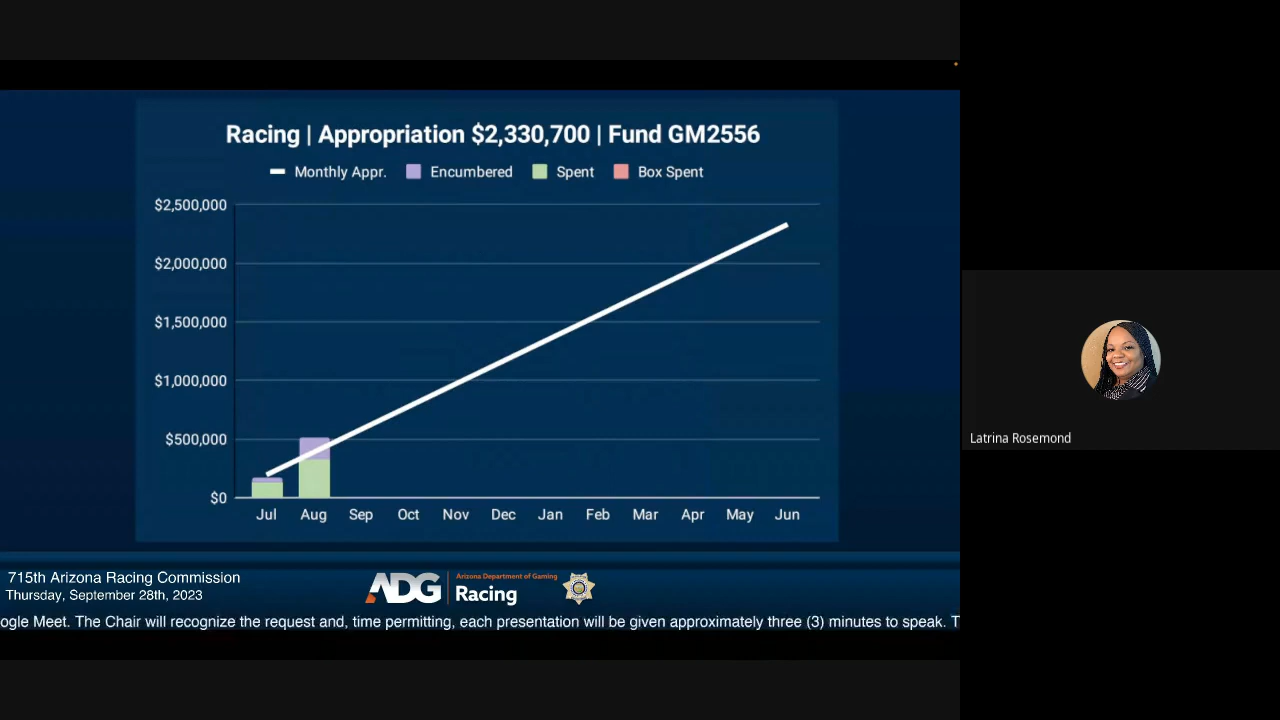 Racing | Appropriation $2,330,700 | Fund GM2556
Monthly Appr. Encumbered Spent Box Spent
$2,500,000
$2,000,000
$1,500,000
$1,000,000
$500,000
$0
Jul Aug Sep Oct Nov Dec Jan Feb Mar Apr May Jun
Latrina Rosemond
715th Arizona Racing Commission
Thursday, September 28th, 2023
ADG
Arizona Department of Gaming
Racing
ogle Meet. The Chair will recognize the request and, time permitting, each presentation will be given approximately three (3) minutes to speak. T